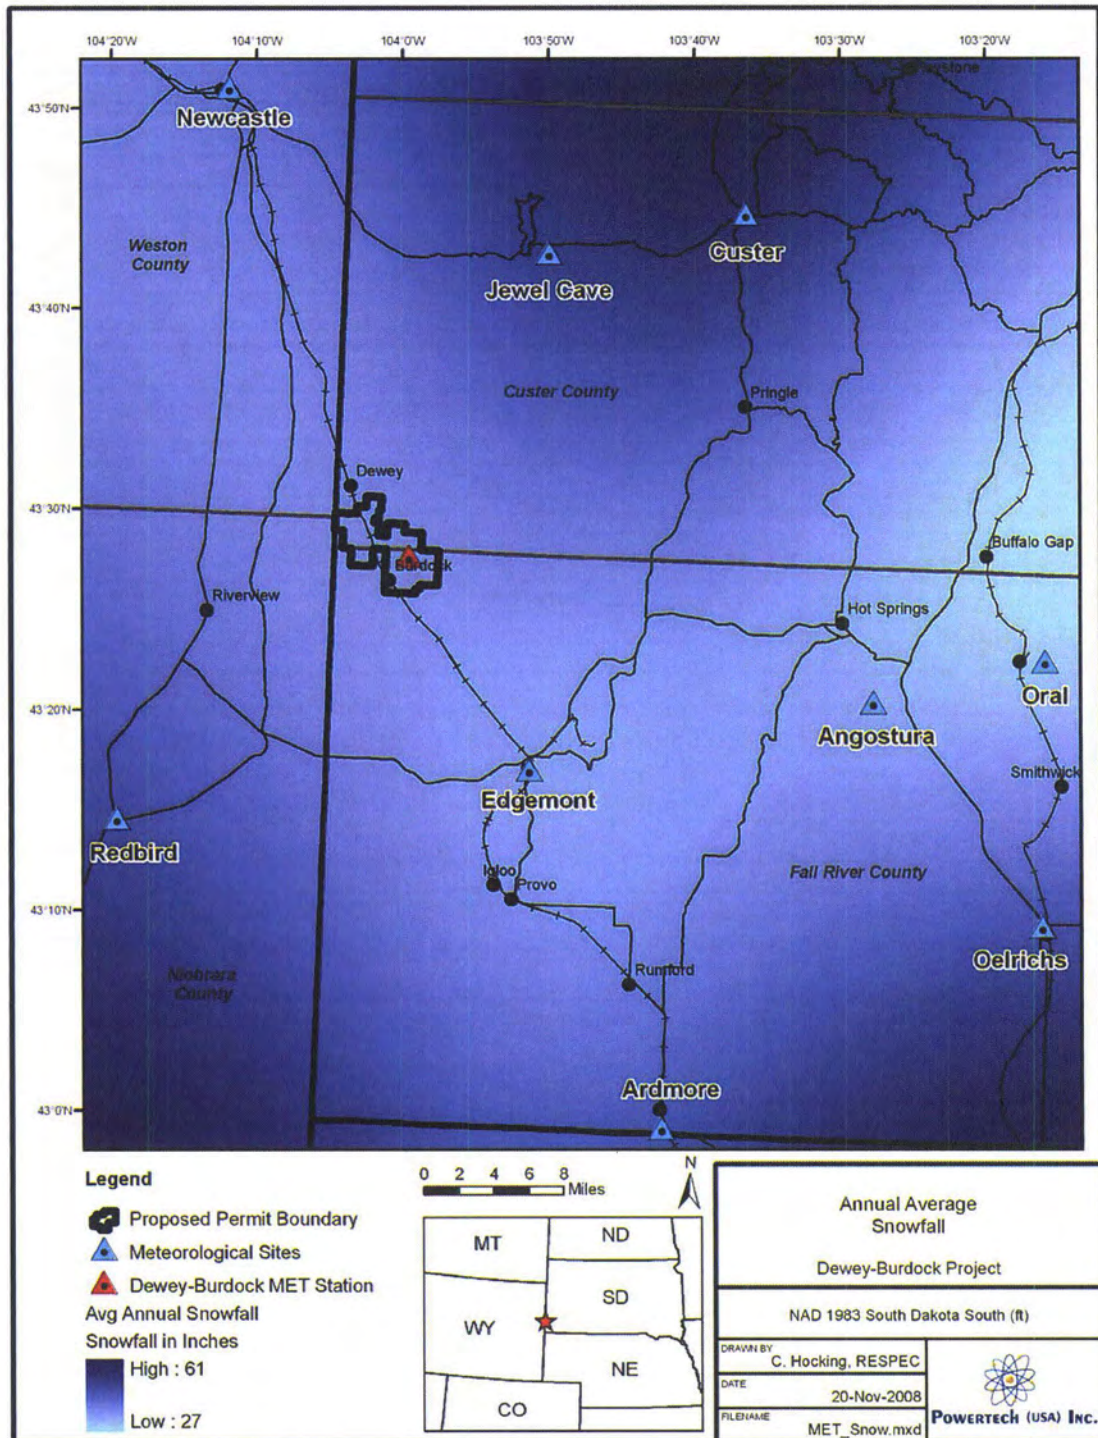 104°20'W
104°10'W
104°0'W
103°50'W
103°40'W
103°30'W
103°20'W
43°50'N
43°40'N
43°30'N
43°20'N
43°10'N
43°0'N
Newcastle
Weston
County
Jewel Cave
Custer
Custer County
Pringle
Dewey
Burdock
Buffalo Gap
Riverview
Hot Springs
Oral
Angostura
Smithwick
Edgemont
Redbird
Igloo
Provo
Fall River County
Oelrichs
Niobrara
County
Rumford
Ardmore
Legend
Proposed Permit Boundary
Meteorological Sites
Dewey-Burdock MET Station
Avg Annual Snowfall
Snowfall in Inches
High : 61
Low : 27
0 2 4 6 8
Miles
N
MT
ND
SD
WY
NE
CO
Annual Average
Snowfall
Dewey-Burdock Project
NAD 1983 South Dakota South (ft)
DRAWN BY
C. Hocking, RESPEC
DATE
20-Nov-2008
FILENAME
MET_Snow.mxd
POWERTECH (USA) INC.